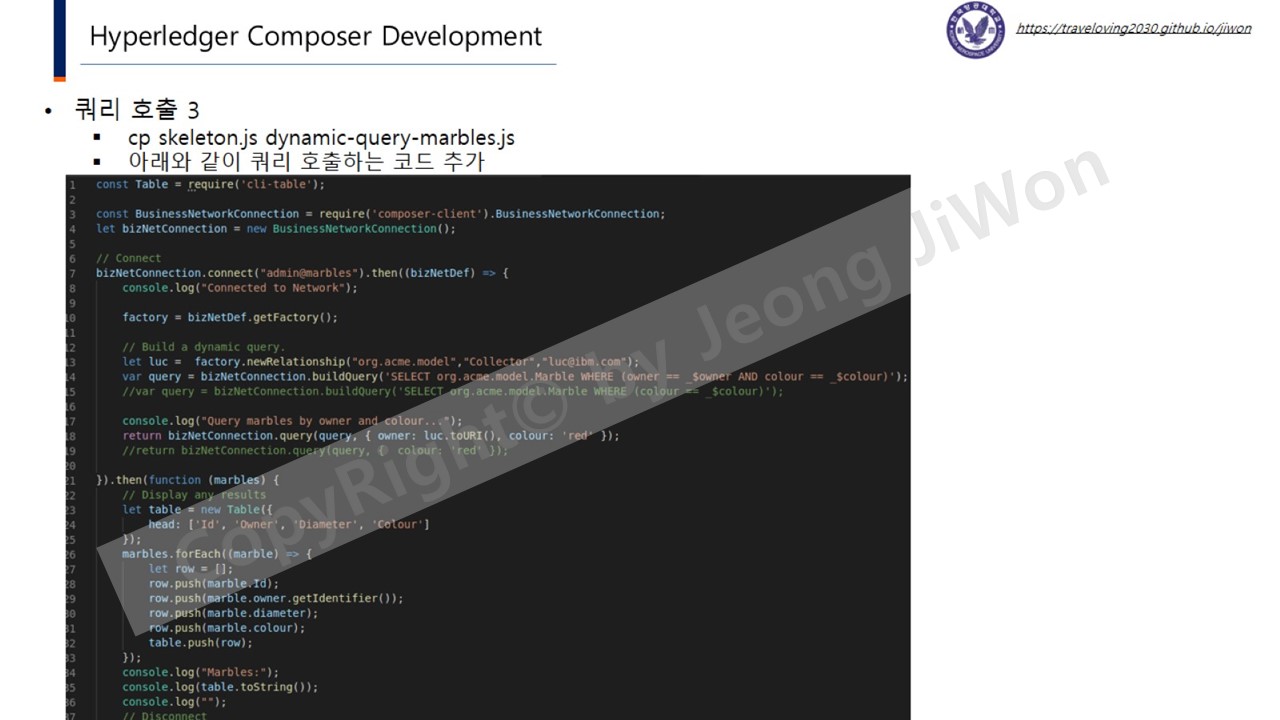 Hyperledger Composer Development
https://traveloving2030.github.io/jiwon
• 쿼리 호출 3
▪ cp skeleton.js dynamic-query-marbles.js
▪ 아래와 같이 쿼리 호출하는 코드 추가
1 const Table = require('cli-table');
2
3 const BusinessNetworkConnection = require('composer-client').BusinessNetworkConnection;
4 let bizNetConnection = new BusinessNetworkConnection();
5
6 // Connect
7 bizNetConnection.connect("admin@marbles").then((bizNetDef) => {
8 console.log("Connected to Network");
9
10 factory = bizNetDef.getFactory();
11
12 // Build a dynamic query.
13 let luc = factory.newRelationship("org.acme.model","Collector","luc@ibm.com");
14 var query = bizNetConnection.buildQuery('SELECT org.acme.model.Marble WHERE (owner == _$owner AND colour == _$colour)');
15 //var query = bizNetConnection.buildQuery('SELECT org.acme.model.Marble WHERE (colour == _$colour)');
16
17 console.log("Query marbles by owner and colour...");
18 return bizNetConnection.query(query, { owner: luc.toURI(), colour: 'red' });
19 //return bizNetConnection.query(query, { colour: 'red' });
20
21 }).then(function (marbles) {
22 // Display any results
23 let table = new Table({
24 head: ['Id', 'Owner', 'Diameter', 'Colour']
25 });
26 marbles.forEach((marble) => {
27 let row = [];
28 row.push(marble.Id);
29 row.push(marble.owner.getIdentifier());
30 row.push(marble.diameter);
31 row.push(marble.colour);
32 table.push(row);
33 });
34 console.log("Marbles:");
35 console.log(table.toString());
36 console.log("");
37 // Disconnect
CopyRight© by Jeong JiWon